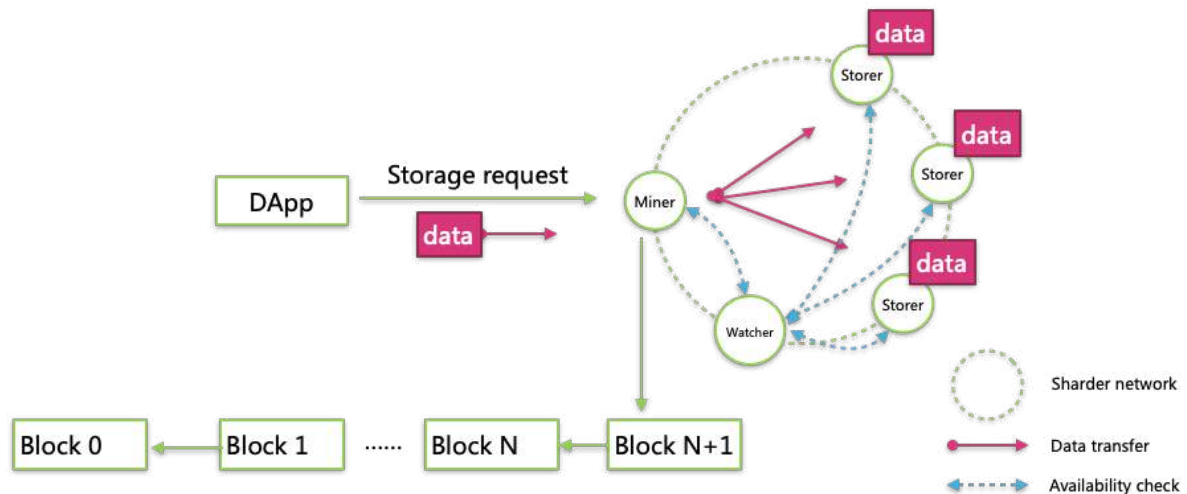 data
Storer
data
Storer
Storage request
DApp
Miner
data
data
Storer
Watcher
Sharder network
Block 0
Block 1
......
Block N
Block N+1
Data transfer
Availability check